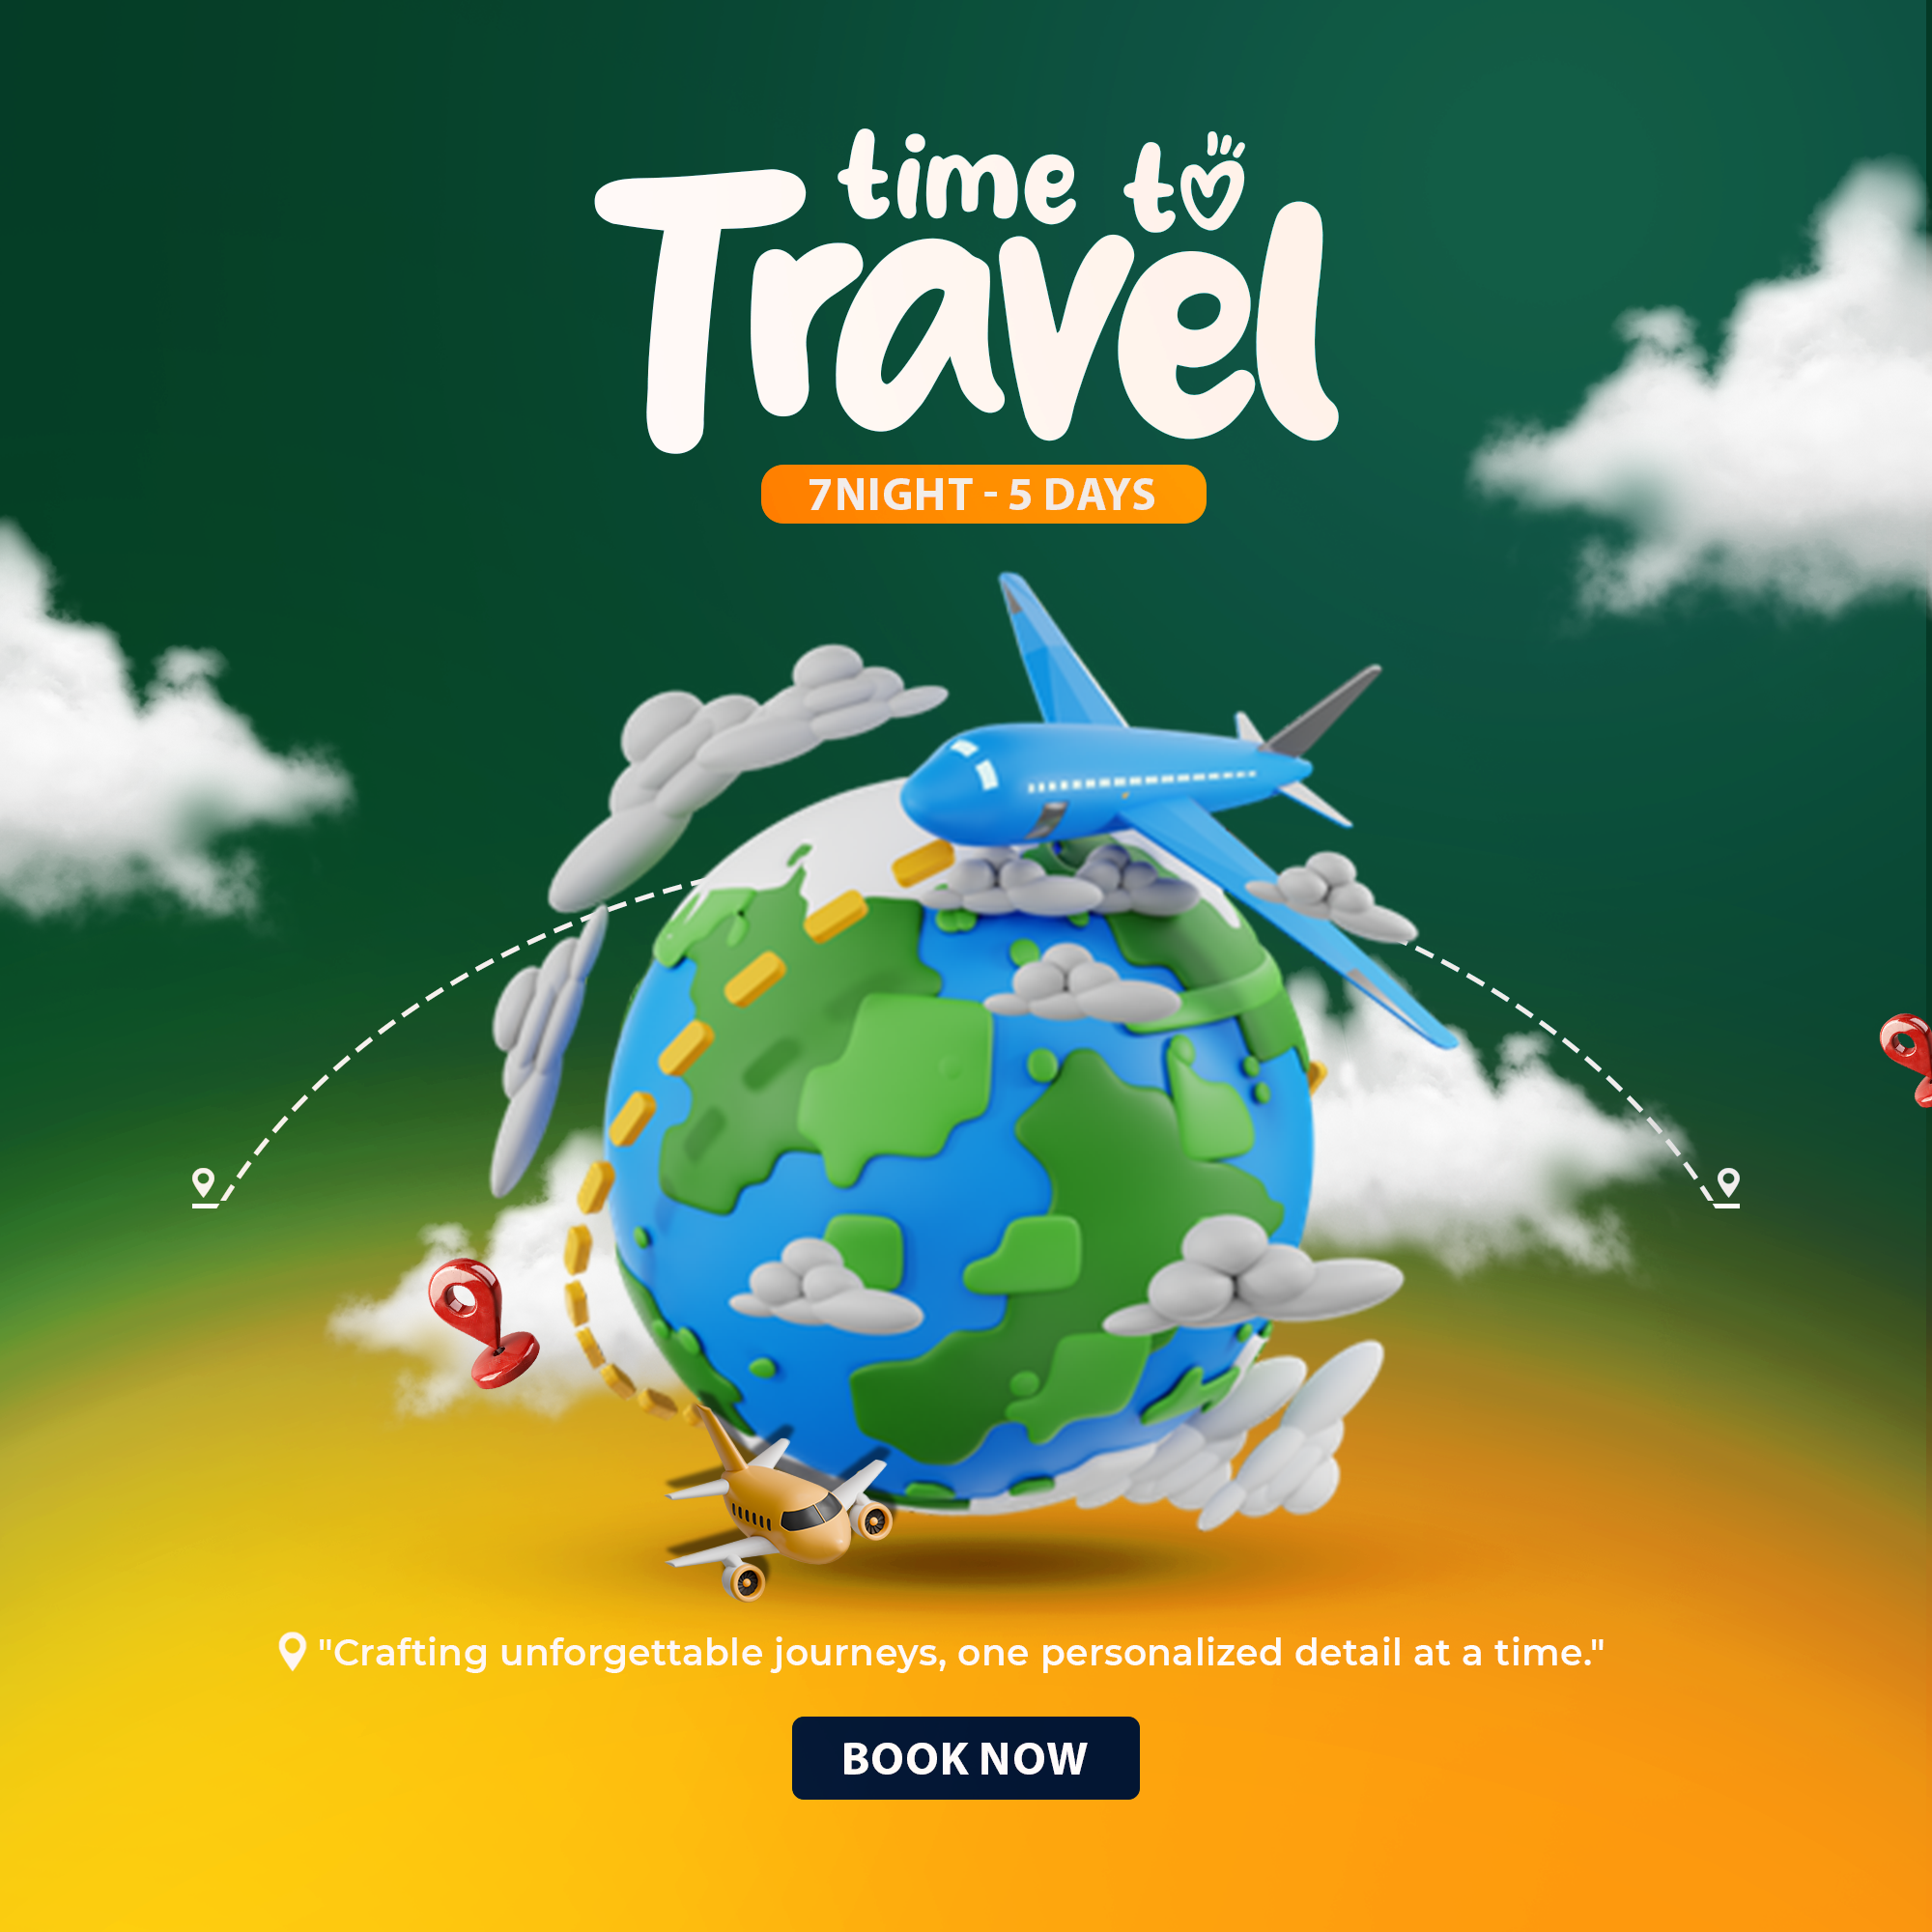 time to
Travel
7NIGHT - 5 DAYS
"Crafting unforgettable journeys, one personalized detail at a time."
BOOK NOW